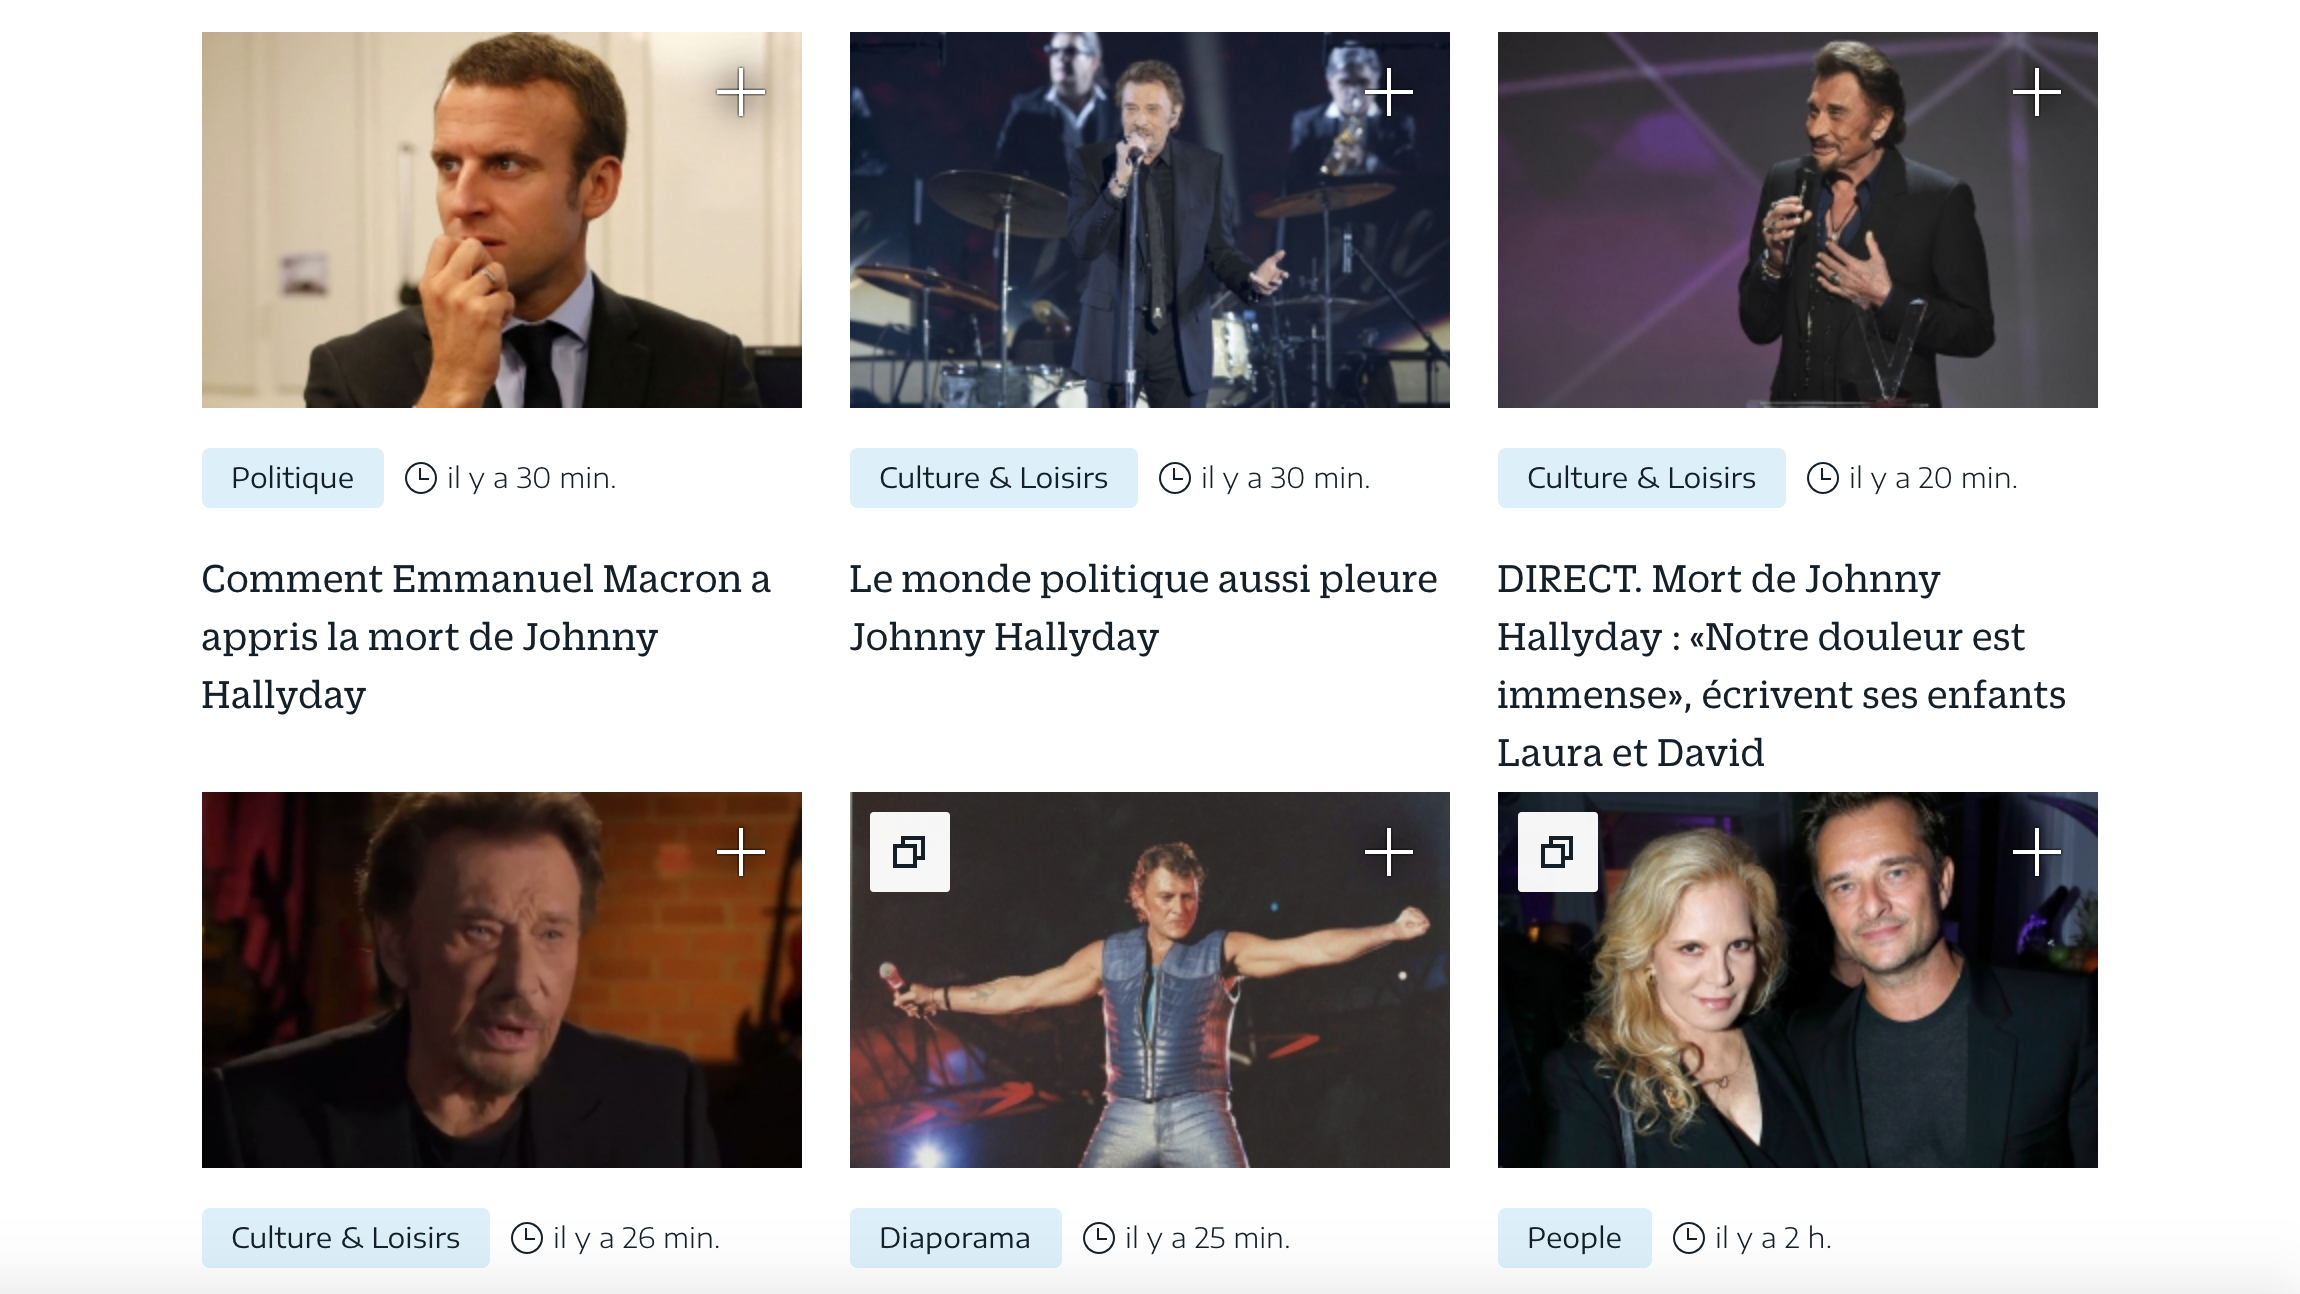 Politique il y a 30 min.
Comment Emmanuel Macron a
appris la mort de Johnny
Hallyday
Culture & Loisirs il y a 30 min.
Le monde politique aussi pleure
Johnny Hallyday
Culture & Loisirs il y a 20 min.
DIRECT. Mort de Johnny
Hallyday : «Notre douleur est
immense», écrivent ses enfants
Laura et David
Culture & Loisirs il y a 26 min.
Diaporama il y a 25 min.
People il y a 2 h.